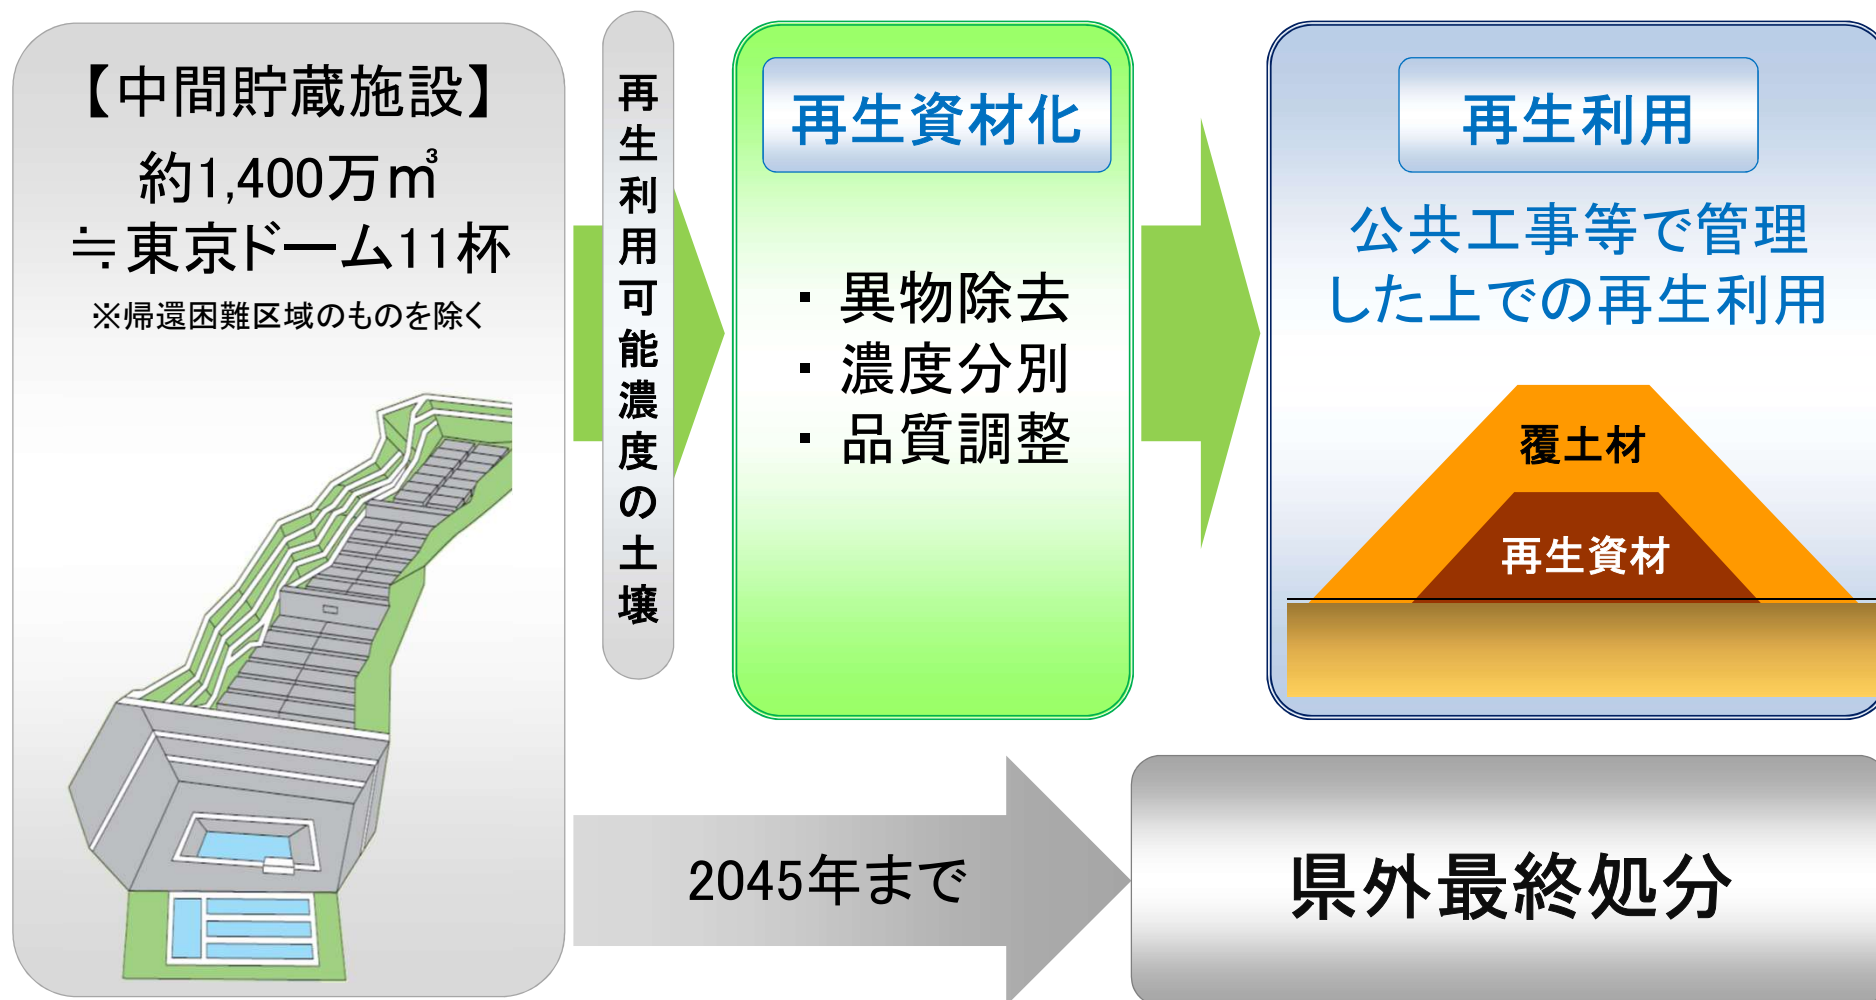 【中間貯蔵施設】
約1,400万㎥
≒東京ドーム11杯
※帰還困難区域のものを除く
再生利用可能濃度の土壌
再生資材化
・異物除去
・濃度分別
・品質調整
再生利用
公共工事等で管理
した上での再生利用
覆土材
再生資材
2045年まで
県外最終処分